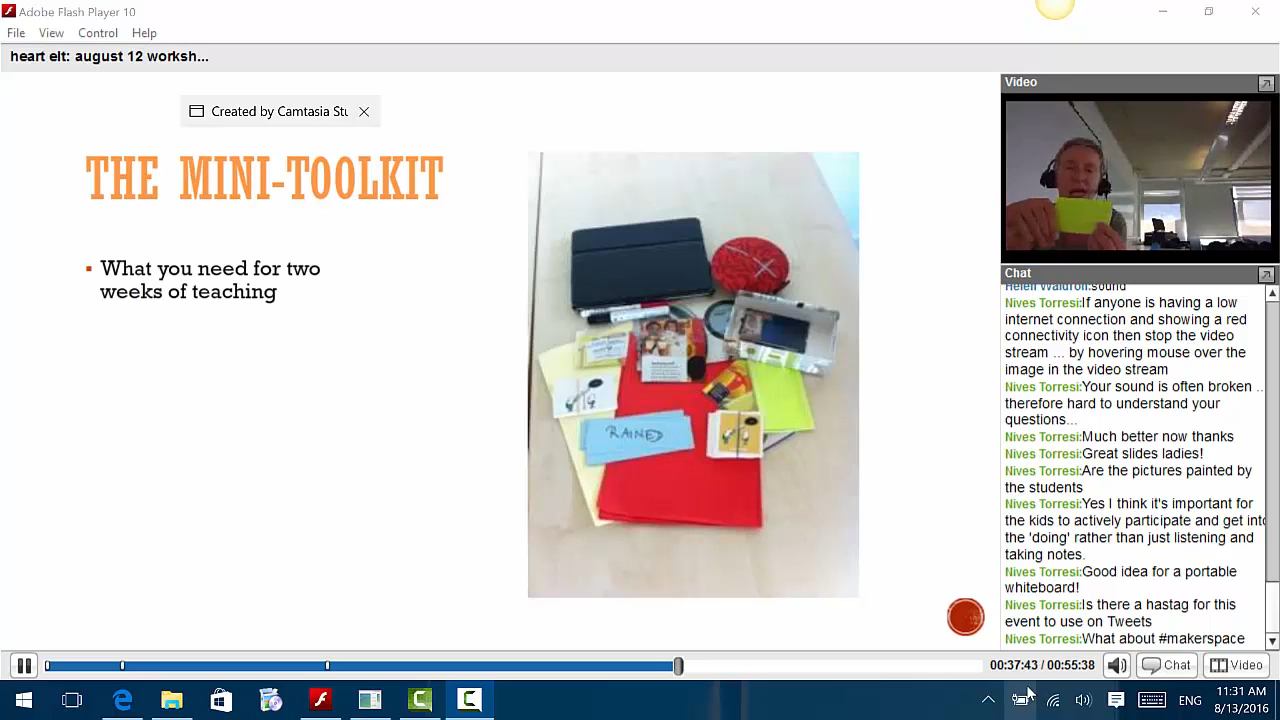 Adobe Flash Player 10
File View Control Help
heart elt: august 12 worksh...
Created by Camtasia Stu
THE MINI-TOOLKIT
What you need for two
weeks of teaching
RAINED
Video
Chat
Helen Waldron:sound
Nives Torresi:If anyone is having a low
internet connection and showing a red
connectivity icon then stop the video
stream ... by hovering mouse over the
image in the video stream
Nives Torresi:Your sound is often broken ..
therefore hard to understand your
questions...
Nives Torresi:Much better now thanks
Nives Torresi:Great slides ladies!
Nives Torresi:Are the pictures painted by
the students
Nives Torresi:Yes I think it's important for
the kids to actively participate and get into
the 'doing' rather than just listening and
taking notes.
Nives Torresi:Good idea for a portable
whiteboard!
Nives Torresi:Is there a hastag for this
event to use on Tweets
Nives Torresi:What about #makerspace
00:37:43 / 00:55:38 Chat Video
ENG
11:31 AM
8/13/2016